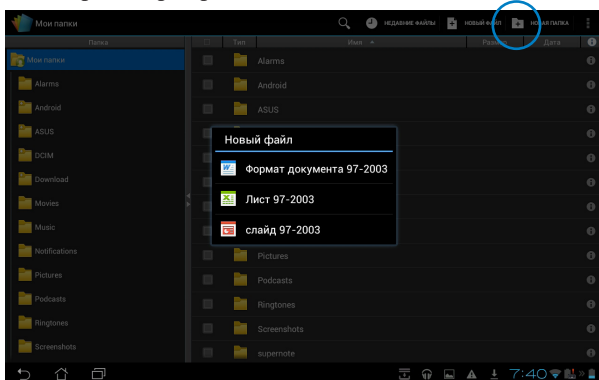 Мои папки
НЕДАВНИЕ ФАЙЛЫ
НОВЫЙ ФАЙЛ
НОВАЯ ПАПКА
Папка
Тип
Имя
Размер
Дата
Мои папки
Alarms
Android
ASUS
DCIM
Download
Movies
Music
Notifications
Pictures
Podcasts
Ringtones
Screenshots
Alarms
Android
ASUS
Новый файл
Формат документа 97-2003
Лист 97-2003
слайд 97-2003
Pictures
Podcasts
Ringtones
Screenshots
supernote
7:40